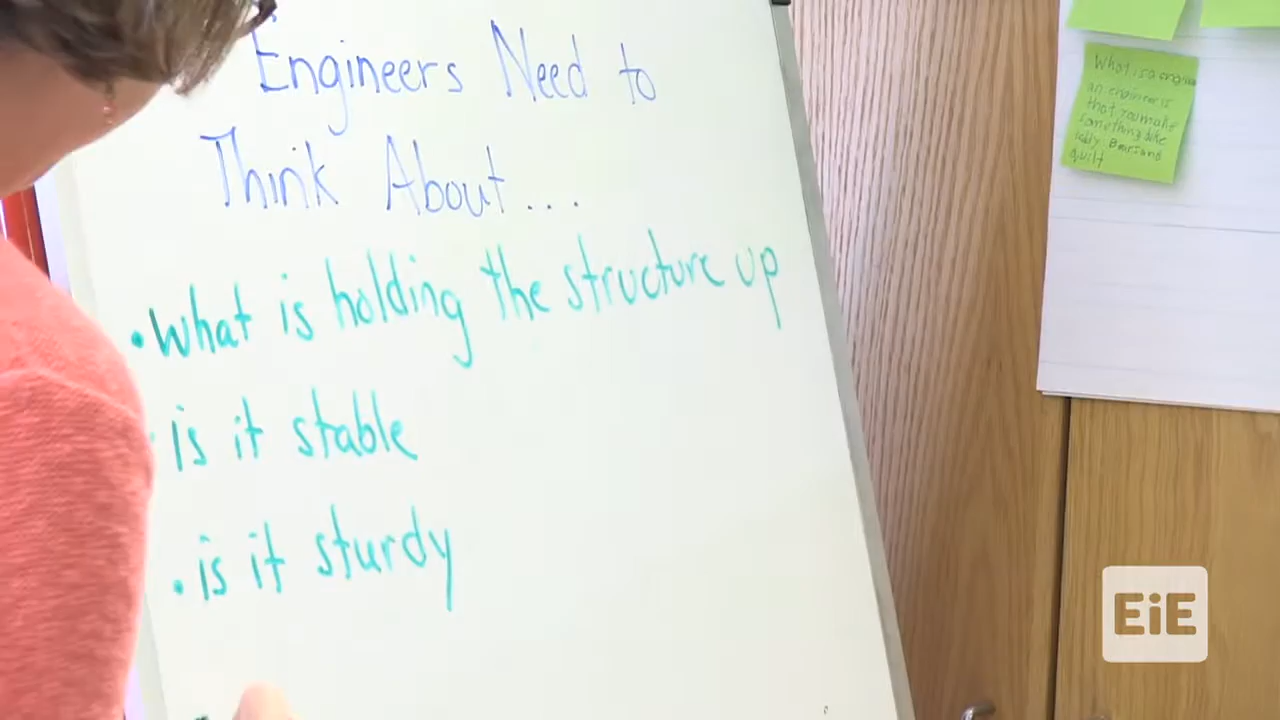 Engineers Need to
Think About...
• What is holding the structure up
• is it stable
• is it sturdy
What is a engine
an engineer is
that you make
something like
quilt
EiE